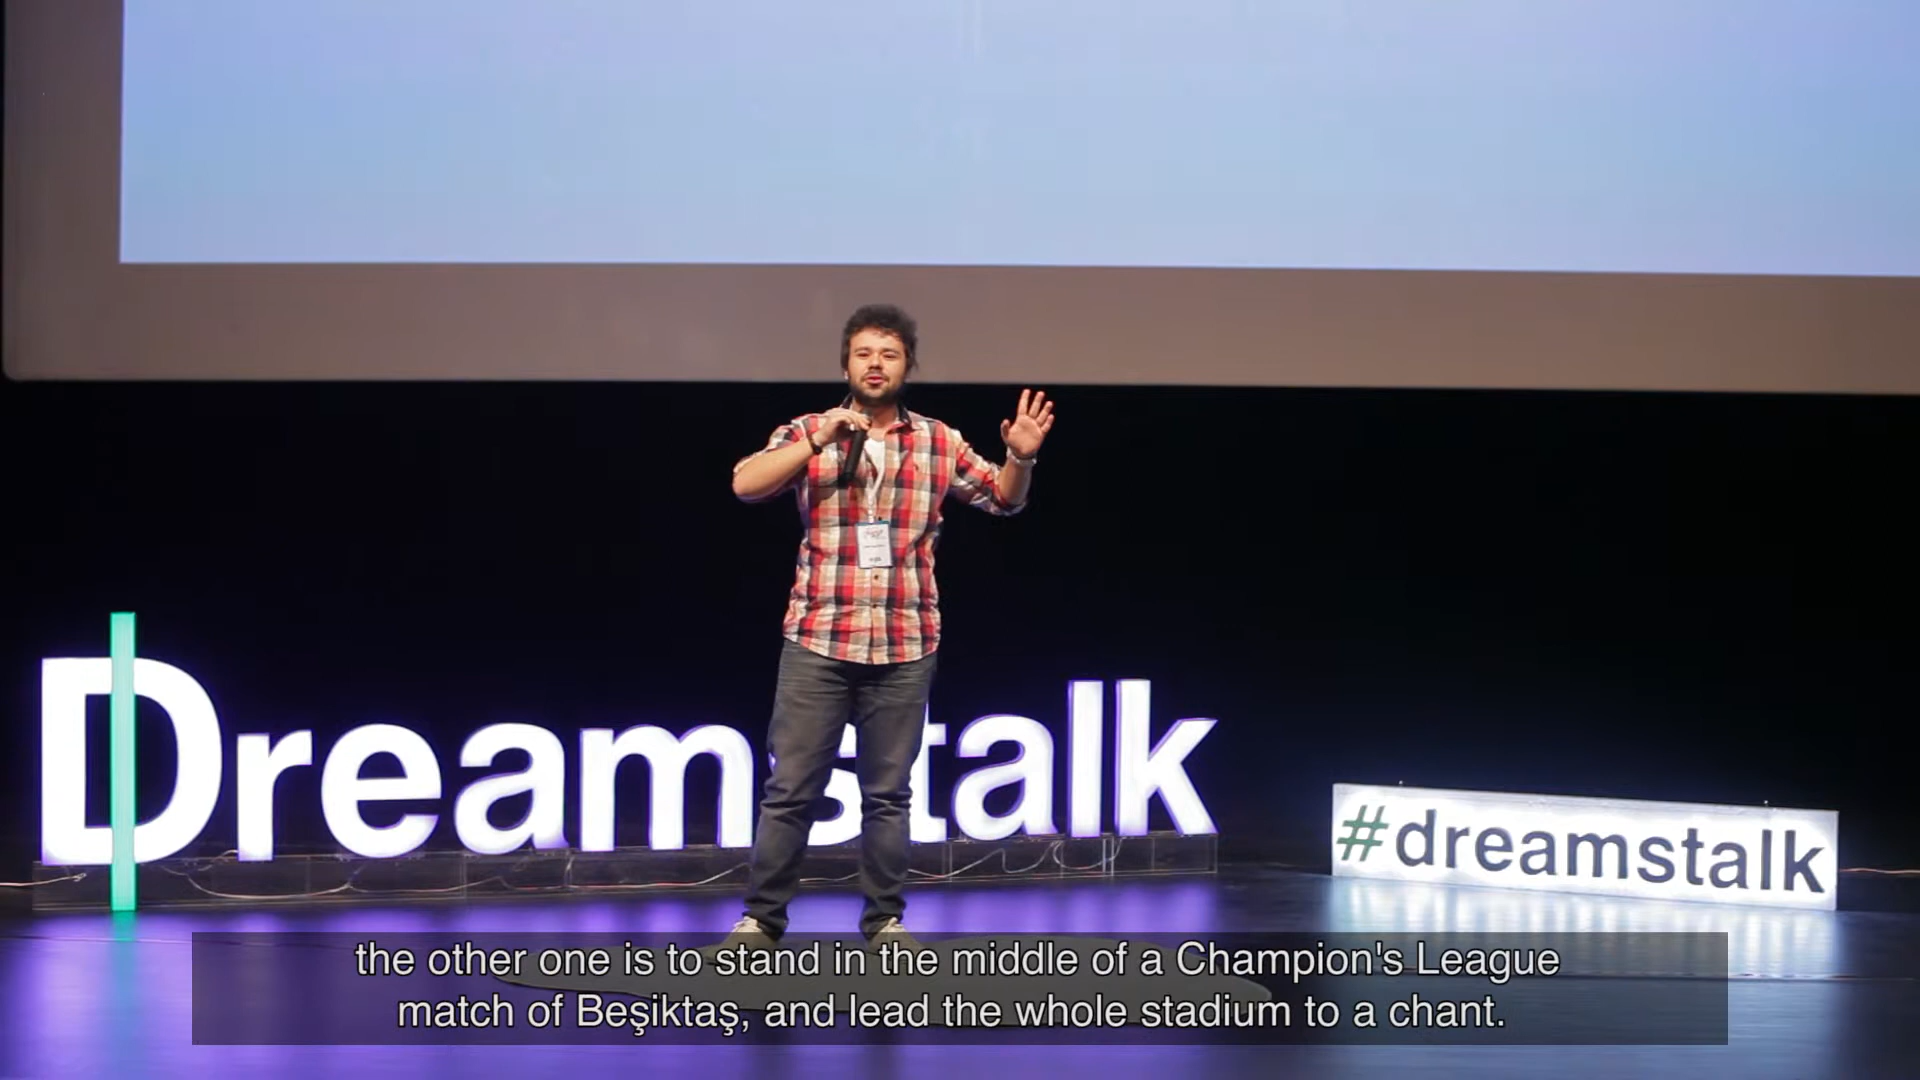 Dreamstalk
#dreamstalk
the other one is to stand in the middle of a Champion's League
match of Beşiktaş, and lead the whole stadium to a chant.